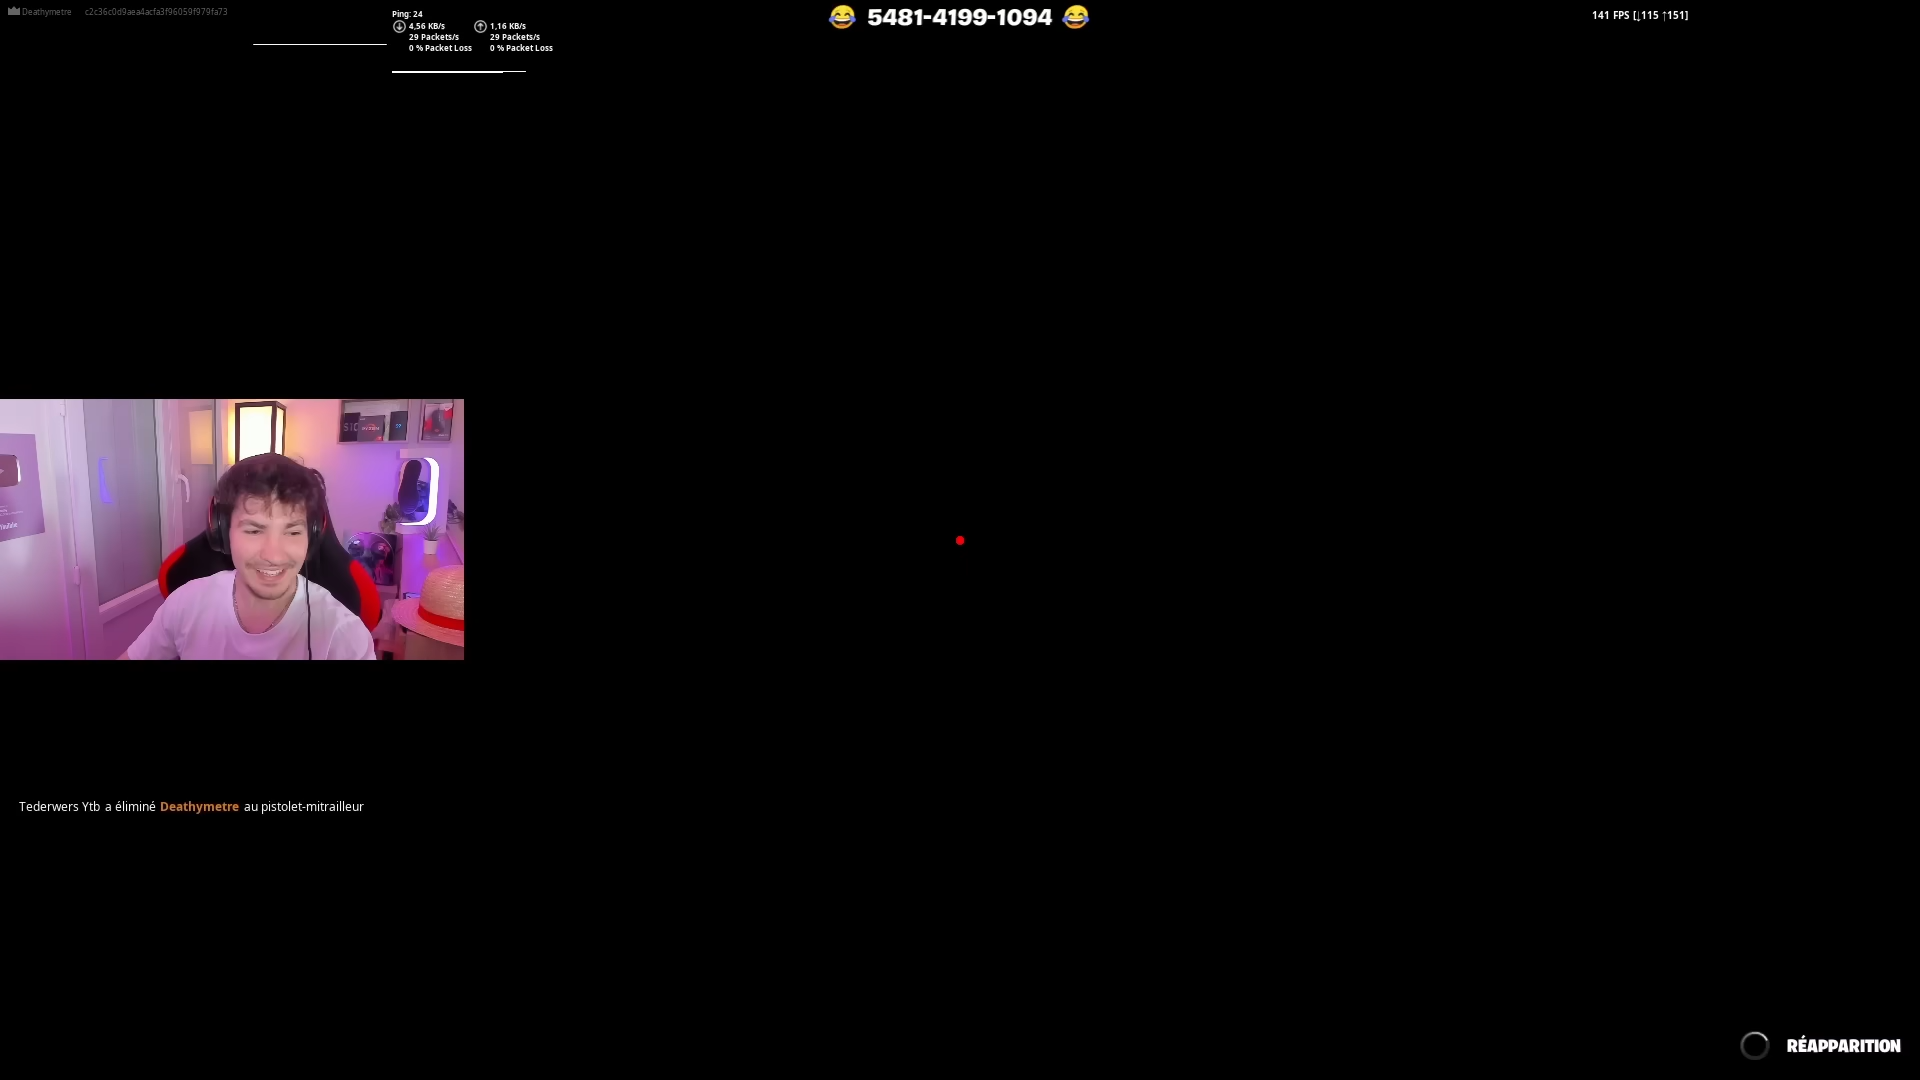 Deathymetre c2c36c0d9aea4acfa3f96059f979fa73
Ping: 24
4,56 KB/s 1,16 KB/s
29 Packets/s 29 Packets/s
0 % Packet Loss 0 % Packet Loss
😂 5481-4199-1094 😂
141 FPS [↓115 ↑151]
YouTube
Tederwers Ytb a éliminé Deathymetre au pistolet-mitrailleur
RÉAPPARITION